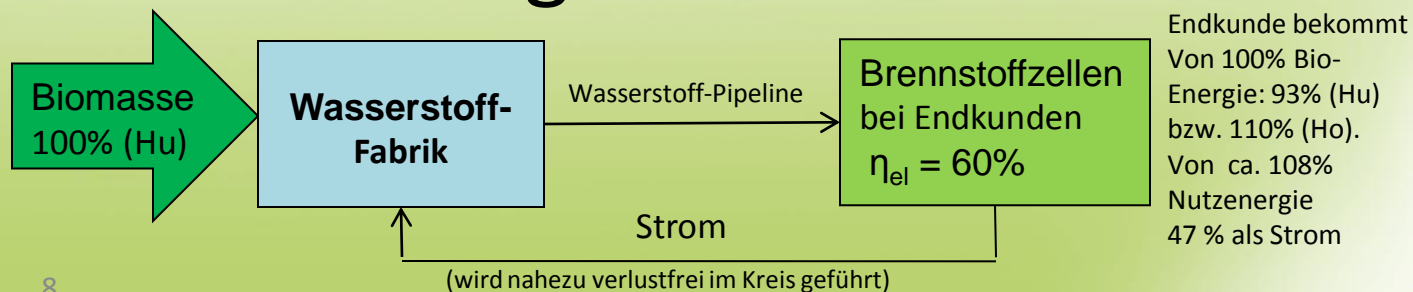 g
Biomasse
100% (Hu)
Wasserstoff-
Fabrik
Wasserstoff-Pipeline
Brennstoffzellen
bei Endkunden
ηel = 60%
Endkunde bekommt
Von 100% Bio-
Energie: 93% (Hu)
bzw. 110% (Ho).
Von ca. 108%
Nutzenergie
47 % als Strom
Strom
(wird nahezu verlustfrei im Kreis geführt)
8